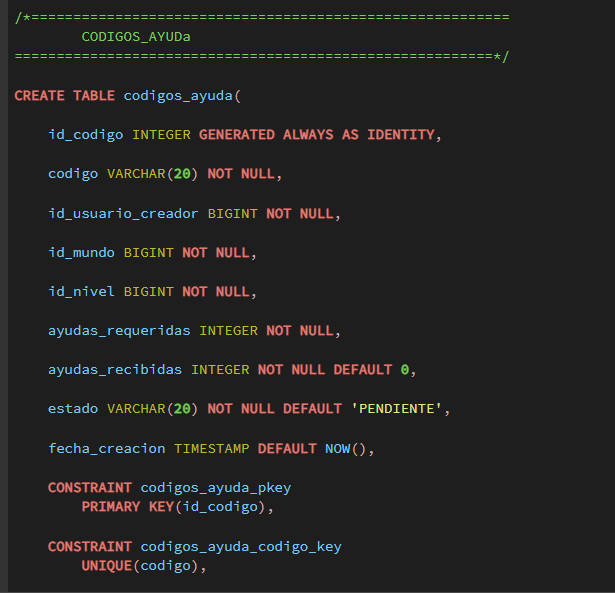 /*=========================================================
CODIGOS_AYUDa
=========================================================*/
CREATE TABLE codigos_ayuda(
id_codigo INTEGER GENERATED ALWAYS AS IDENTITY,
codigo VARCHAR(20) NOT NULL,
id_usuario_creador BIGINT NOT NULL,
id_mundo BIGINT NOT NULL,
id_nivel BIGINT NOT NULL,
ayudas_requeridas INTEGER NOT NULL,
ayudas_recibidas INTEGER NOT NULL DEFAULT 0,
estado VARCHAR(20) NOT NULL DEFAULT 'PENDIENTE',
fecha_creacion TIMESTAMP DEFAULT NOW(),
CONSTRAINT codigos_ayuda_pkey
PRIMARY KEY(id_codigo),
CONSTRAINT codigos_ayuda_codigo_key
UNIQUE(codigo),